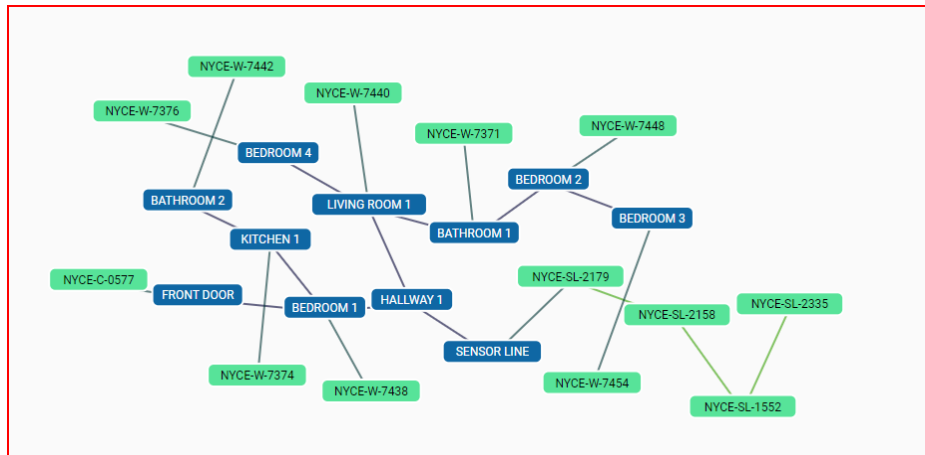 NYCE-W-7442
NYCE-W-7440
NYCE-W-7376
NYCE-W-7448
NYCE-W-7371
BEDROOM 4
BEDROOM 2
BATHROOM 2
LIVING ROOM 1
BEDROOM 3
BATHROOM 1
KITCHEN 1
NYCE-SL-2179
NYCE-C-0577
FRONT DOOR
HALLWAY 1
NYCE-SL-2335
BEDROOM 1
NYCE-SL-2158
SENSOR LINE
NYCE-W-7374
NYCE-W-7454
NYCE-W-7438
NYCE-SL-1552